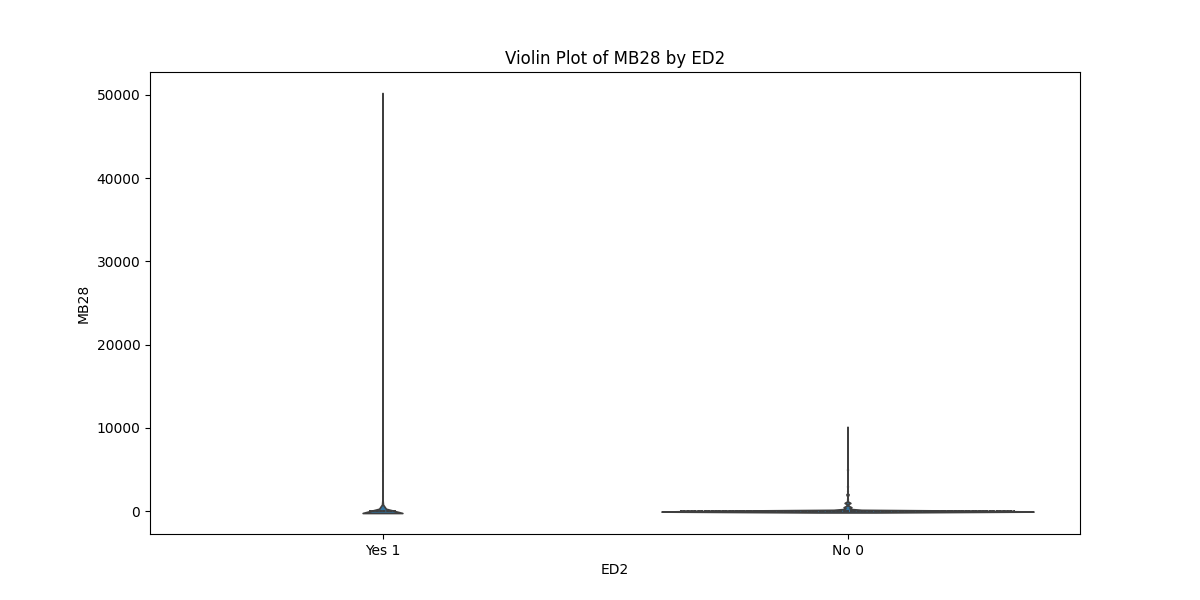 Violin Plot of MB28 by ED2
50000
40000
30000
20000
10000
0
MB28
Yes 1
No 0
ED2